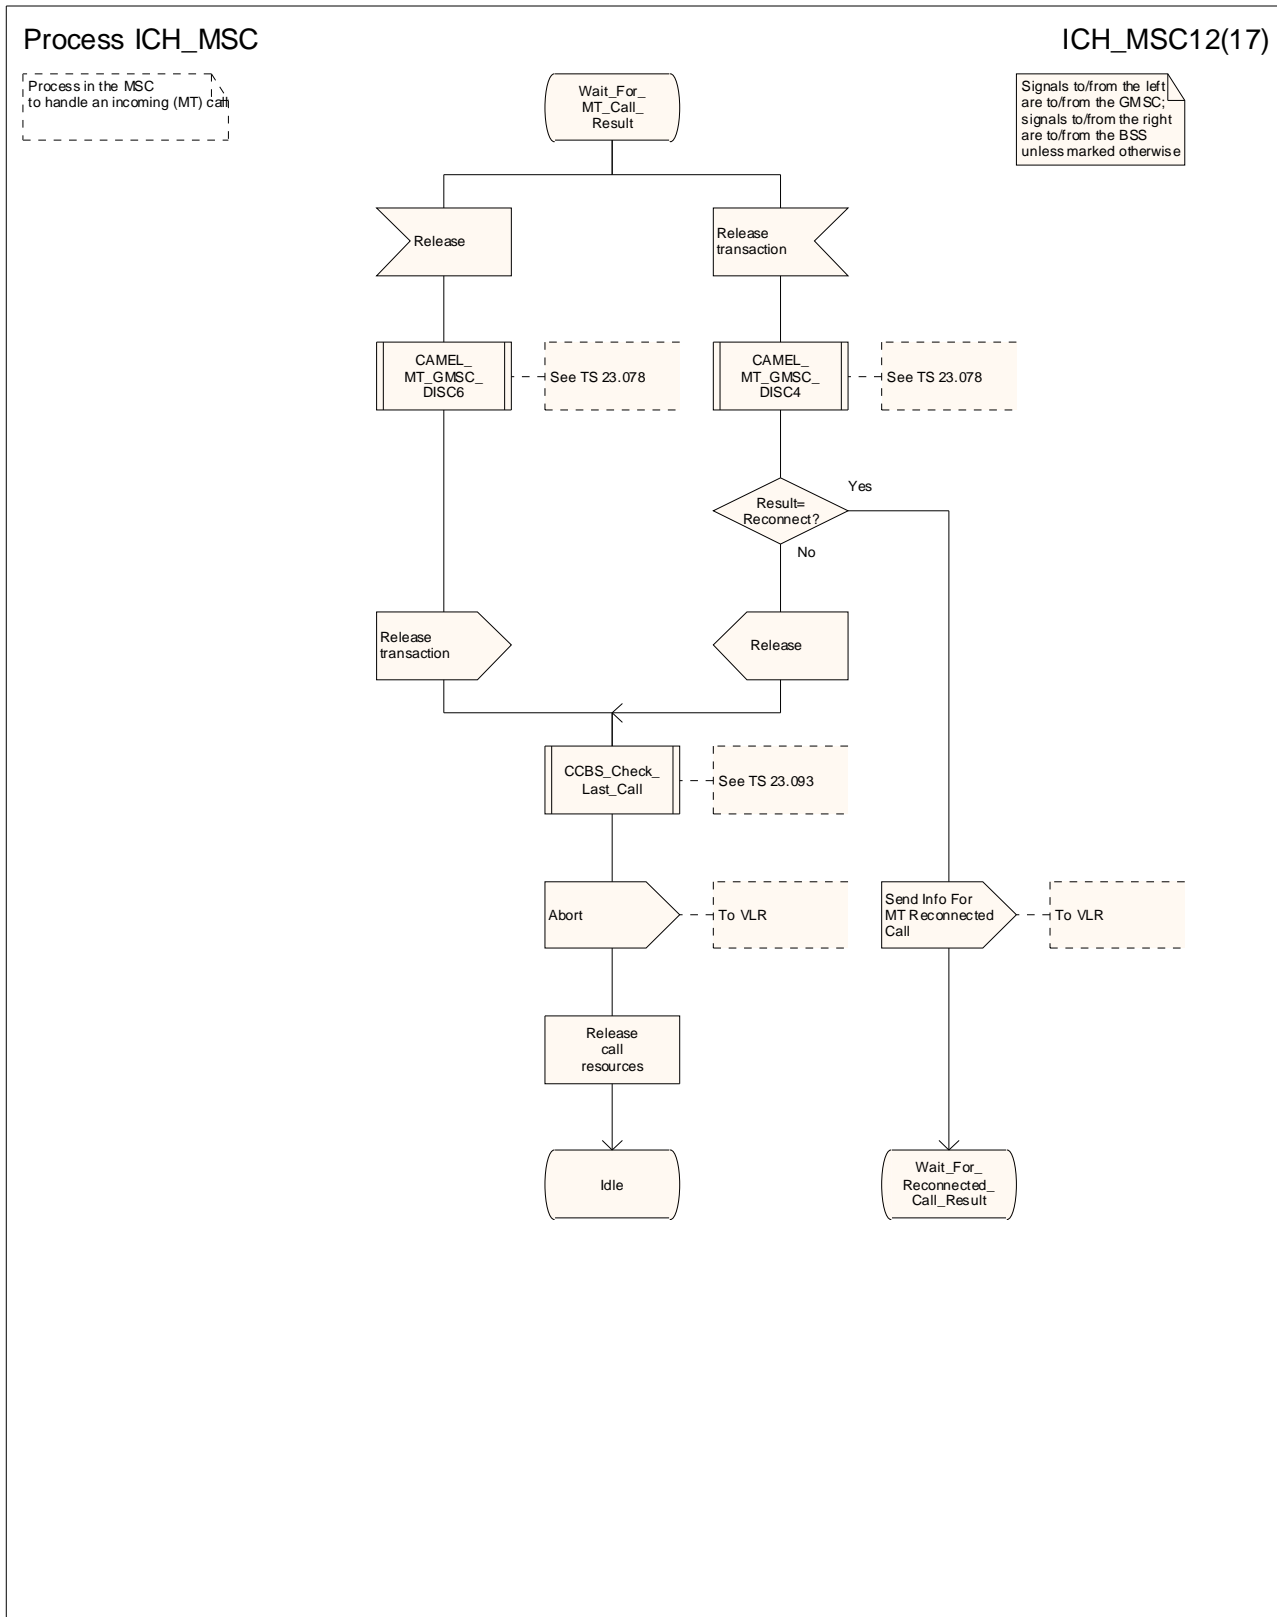 Process ICH_MSC
ICH_MSC12(17)
Process in the MSC
to handle an incoming (MT) call
Wait_For_
MT_Call_
Result
Signals to/from the left
are to/from the GMSC;
signals to/from the right
are to/from the BSS
unless marked otherwise
Release
Release
transaction
CAMEL_
MT_GMSC_
DISC6
See TS 23.078
CAMEL_
MT_GMSC_
DISC4
See TS 23.078
Result=
Reconnect?
Yes
No
Release
transaction
Release
CCBS_Check_
Last_Call
See TS 23.093
Abort
To VLR
Send Info For
MT Reconnected
Call
To VLR
Release
call
resources
Idle
Wait_For_
Reconnected_
Call_Result